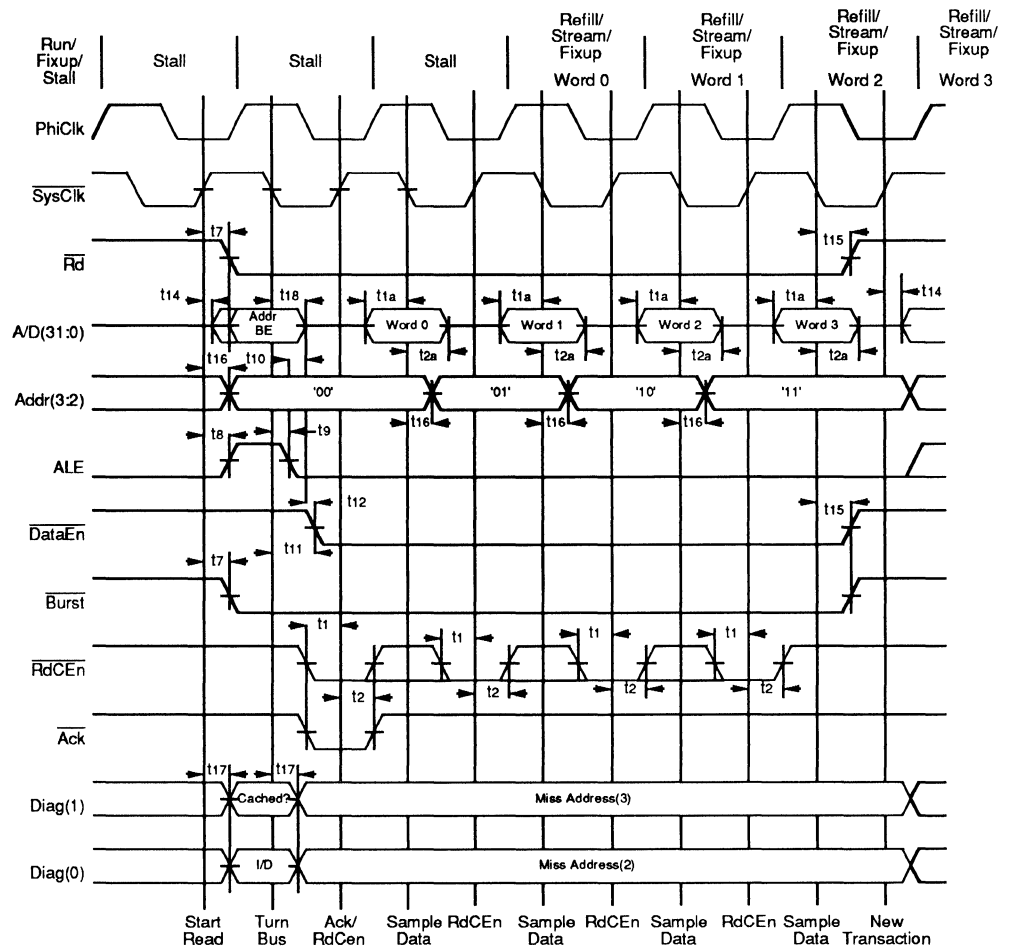 Run/
Fixup/
Stall
Stall
Stall
Stall
Refill/
Stream/
Fixup
Word 0
Refill/
Stream/
Fixup
Word 1
Refill/
Stream/
Fixup
Word 2
Refill/
Stream/
Fixup
Word 3
PhiClk
SysClk
t7
t15
Rd
t14
t18
t1a
t1a
t1a
t1a
t14
A/D(31:0)
Addr
BE
Word 0
Word 1
Word 2
Word 3
t2a
t2a
t2a
t2a
t16
t10
Addr(3:2)
'00'
'01'
'10'
'11'
t16
t16
t16
t8
t9
ALE
t12
t15
DataEn
t11
t7
Burst
t1
t1
t1
t1
RdCEn
t2
t2
t2
t2
Ack
t17
t17
Diag(1)
Cached?
Miss Address(3)
Diag(0)
I/D
Miss Address(2)
Start
Read
Turn
Bus
Ack/
RdCen
Sample
Data
RdCEn
Sample
Data
RdCEn
Sample
Data
RdCEn
Sample
Data
New
Transaction